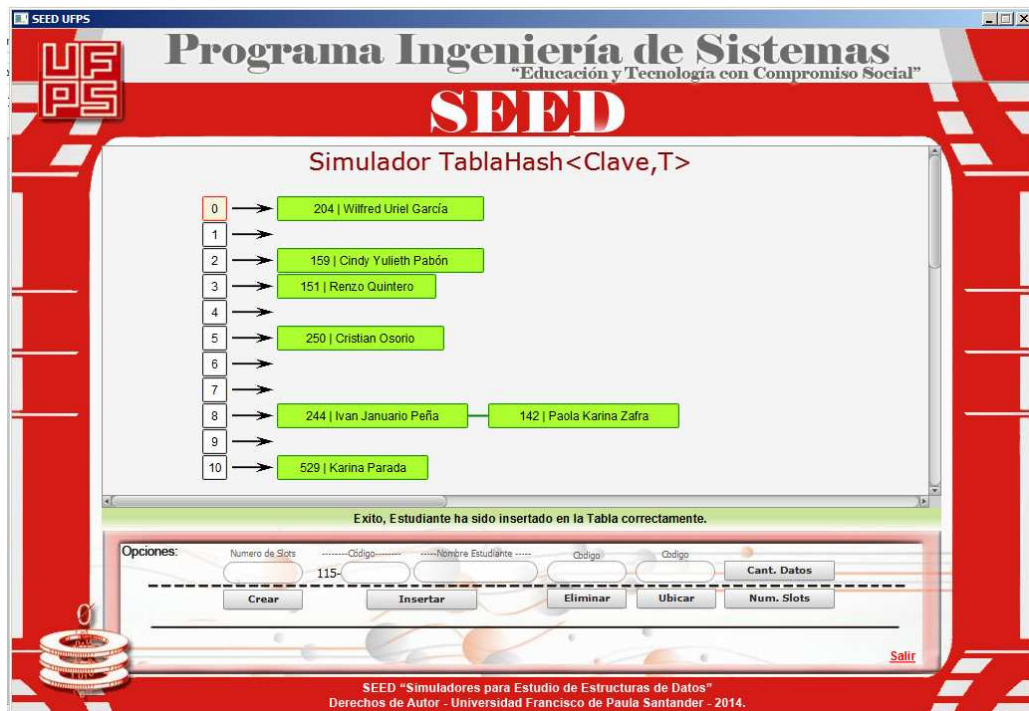 SEED UFPS
UFPS
Programa Ingeniería de Sistemas
“Educación y Tecnología con Compromiso Social”
SEED
Simulador TablaHash<Clave,T>
0 204 | Wilfred Uriel García
1
2 159 | Cindy Yulieth Pabón
3 151 | Renzo Quintero
4
5 250 | Cristian Osorio
6
7
8 244 | Ivan Januario Peña 142 | Paola Karina Zafra
9
10 529 | Karina Parada
Exito, Estudiante ha sido insertado en la Tabla correctamente.
Opciones: Numero de Slots --------Código-------- -----Nombre Estudiante ----- Codigo Codigo
115- Cant. Datos
Crear Insertar Eliminar Ubicar Num. Slots
Salir
SEED “Simuladores para Estudio de Estructuras de Datos”
Derechos de Autor - Universidad Francisco de Paula Santander - 2014.